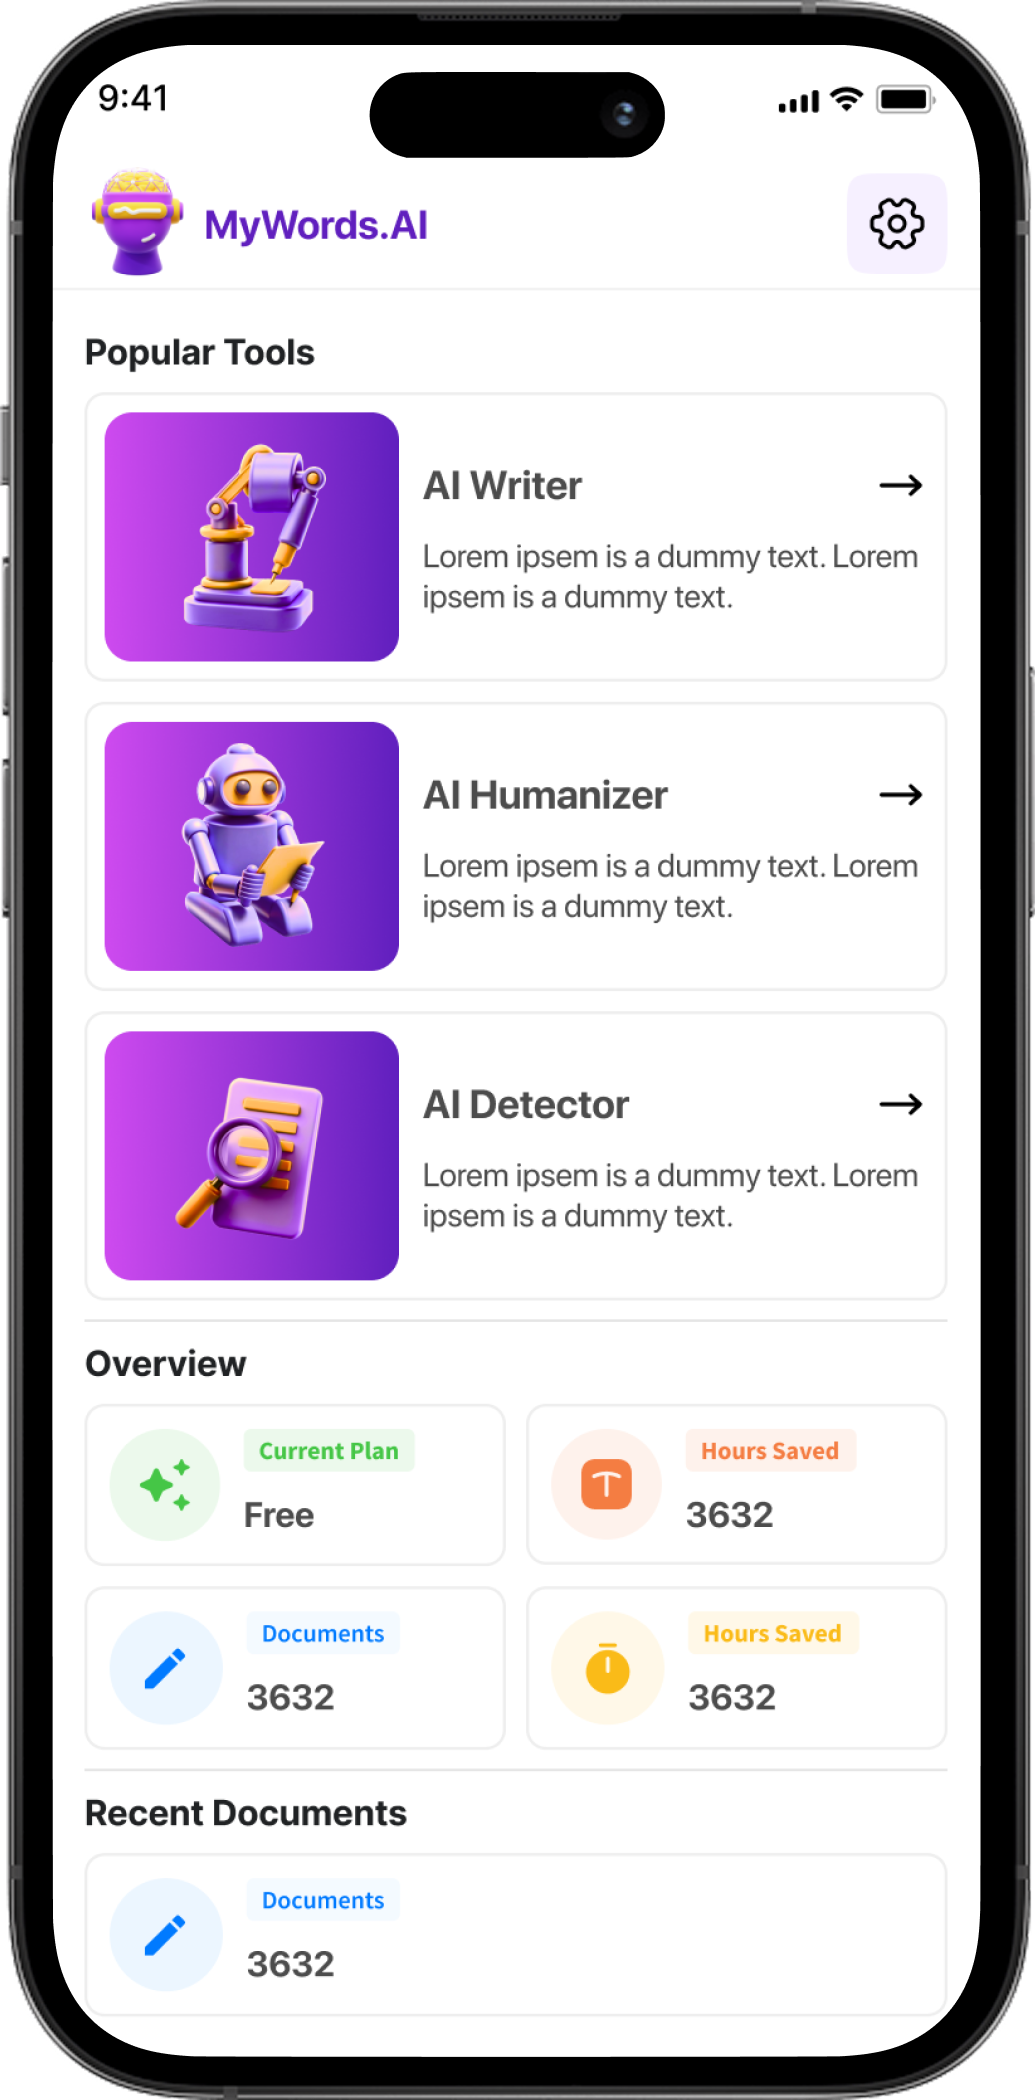 9:41
MyWords.AI
Popular Tools
AI Writer
Lorem ipsem is a dummy text. Lorem
ipsem is a dummy text.
AI Humanizer
Lorem ipsem is a dummy text. Lorem
ipsem is a dummy text.
AI Detector
Lorem ipsem is a dummy text. Lorem
ipsem is a dummy text.
Overview
Current Plan
Free
Hours Saved
3632
Documents
3632
Hours Saved
3632
Recent Documents
Documents
3632